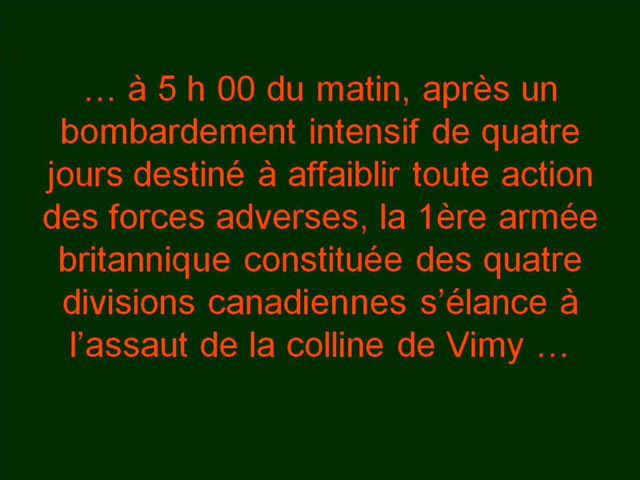 … à 5 h 00 du matin, après un
bombardement intensif de quatre
jours destiné à affaiblir toute action
des forces adverses, la 1ère armée
britannique constituée des quatre
divisions canadiennes s’élance à
l’assaut de la colline de Vimy …